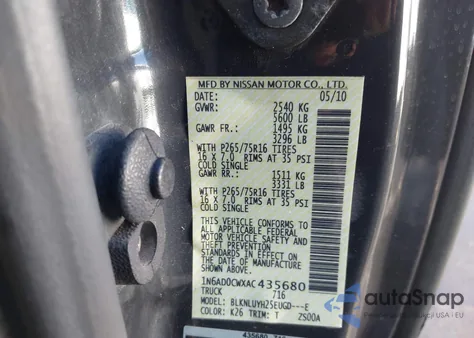 MFD BY NISSAN MOTOR CO., LTD.
DATE: 05/10
GVWR: 2540 KG
5600 LB
GAWR FR.: 1495 KG
3296 LB
WITH P265/75R16 TIRES
16 X 7.0 RIMS AT 35 PSI
COLD SINGLE
GAWR RR.: 1511 KG
3331 LB
WITH P265/75R16 TIRES
16 X 7.0 RIMS AT 35 PSI
COLD SINGLE
THIS VEHICLE CONFORMS TO
ALL APPLICABLE FEDERAL
MOTOR VEHICLE SAFETY
AND THEFT PREVENTION
STANDARDS IN EFFECT ON
THE DATE OF MANUFACTURE
SHOWN ABOVE.
1N6AD0CWXAC435680
TRUCK 716
MODEL: BLKNLUYH25EUGD---E
COLOR: K26 TRIM: T 2S00A
435680
autoSnap